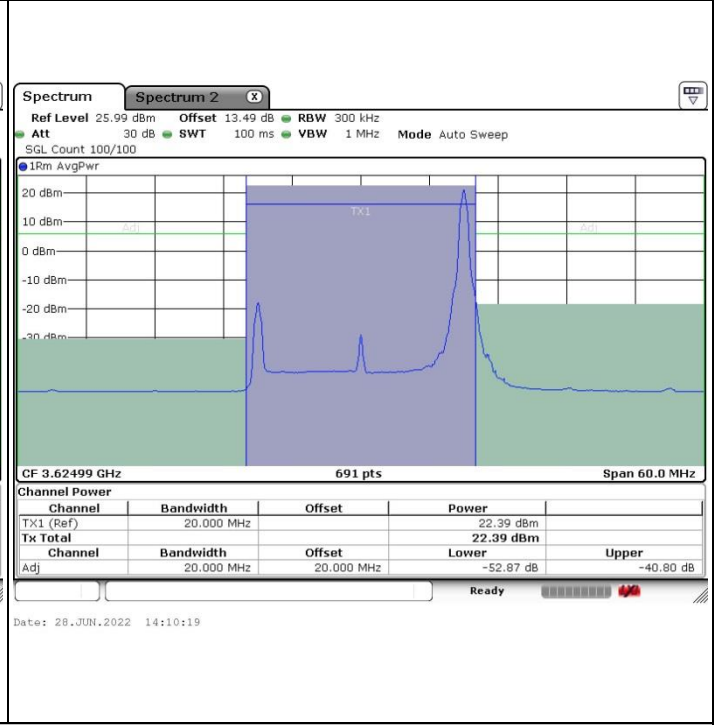 Spectrum Spectrum 2 X
Ref Level 25.99 dBm Offset 13.49 dB RBW 300 kHz
Att 30 dB SWT 100 ms VBW 1 MHz Mode Auto Sweep
SGL Count 100/100
1Rm AvgPwr
20 dBm
TX1
10 dBm
Adj Adj
0 dBm
-10 dBm
-20 dBm
-30 dBm
CF 3.62499 GHz 691 pts Span 60.0 MHz
Channel Power
Channel Bandwidth Offset Power
TX1 (Ref) 20.000 MHz 22.39 dBm
Tx Total 22.39 dBm
Channel Bandwidth Offset Lower Upper
Adj 20.000 MHz 20.000 MHz -52.87 dB -40.80 dB
Ready
Date: 28.JUN.2022 14:10:19